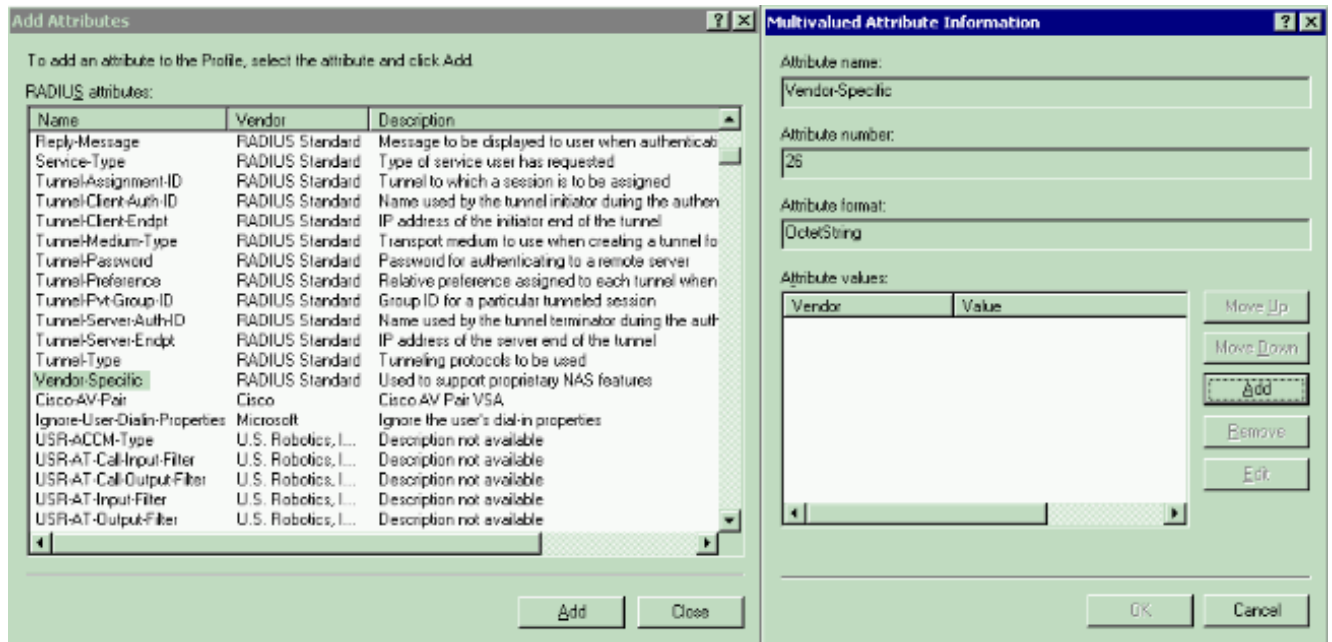 Add Attributes
To add an attribute to the Profile, select the attribute and click Add.
RADIUS attributes:
Name Vendor Description
Reply-Message RADIUS Standard Message to be displayed to user when authenticati
Service-Type RADIUS Standard Type of service user has requested
Tunnel-Assignment-ID RADIUS Standard Tunnel to which a session is to be assigned
Tunnel-Client-Auth-ID RADIUS Standard Name used by the tunnel initiator during the authen
Tunnel-Client-Endpt RADIUS Standard IP address of the initiator end of the tunnel
Tunnel-Medium-Type RADIUS Standard Transport medium to use when creating a tunnel fo
Tunnel-Password RADIUS Standard Password for authenticating to a remote server
Tunnel-Preference RADIUS Standard Relative preference assigned to each tunnel when
Tunnel-Pvt-Group-ID RADIUS Standard Group ID for a particular tunneled session
Tunnel-Server-Auth-ID RADIUS Standard Name used by the tunnel terminator during the auth
Tunnel-Server-Endpt RADIUS Standard IP address of the server end of the tunnel
Tunnel-Type RADIUS Standard Tunneling protocols to be used
Vendor-Specific RADIUS Standard Used to support proprietary NAS features
Cisco-AV-Pair Cisco Cisco AV Pair VSA
Ignore-User-Dialin-Properties Microsoft Ignore the user's dial-in properties
USR-ACCM-Type U.S. Robotics, I... Description not available
USR-AT-Call-Input-Filter U.S. Robotics, I... Description not available
USR-AT-Call-Output-Filter U.S. Robotics, I... Description not available
USR-AT-Input-Filter U.S. Robotics, I... Description not available
USR-AT-Output-Filter U.S. Robotics, I... Description not available
Add Close
Multivalued Attribute Information
Attribute name:
Vendor-Specific
Attribute number:
26
Attribute format:
OctetString
Attribute values:
Vendor Value
Move Up
Move Down
Add
Remove
Edit
OK Cancel